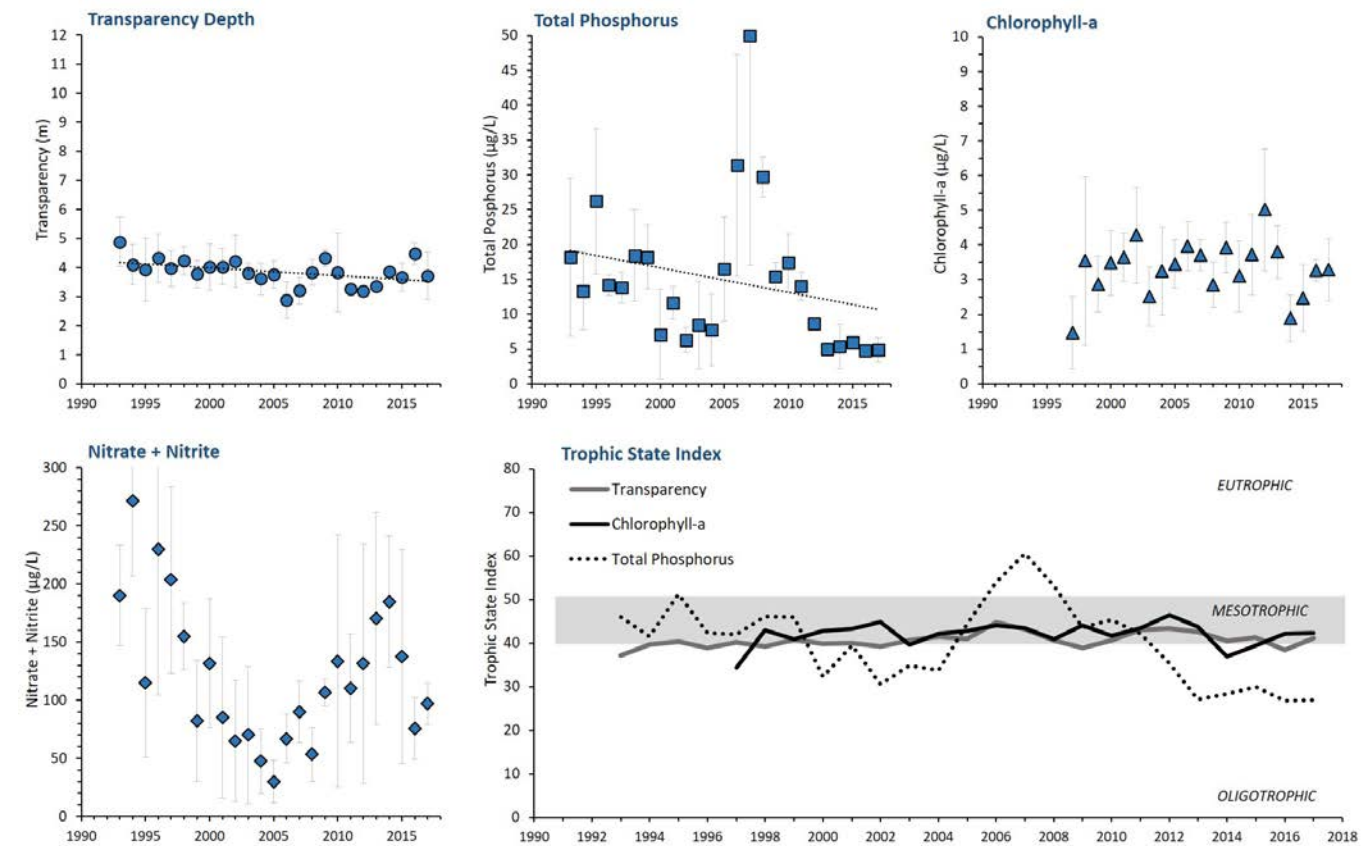 Transparency Depth
Transparency (m)
12
11
10
9
8
7
6
5
4
3
2
1
0
1990 1995 2000 2005 2010 2015
Total Phosphorus
Total Posphorus (µg/L)
50
45
40
35
30
25
20
15
10
5
0
1990 1995 2000 2005 2010 2015
Chlorophyll-a
Chlorophyll-a (µg/L)
10
9
8
7
6
5
4
3
2
1
0
1990 1995 2000 2005 2010 2015
Nitrate + Nitrite
Nitrate + Nitrite (µg/L)
300
250
200
150
100
50
0
1990 1995 2000 2005 2010 2015
Trophic State Index
Trophic State Index
80
70
60
50
40
30
20
10
0
Transparency
Chlorophyll-a
Total Phosphorus
EUTROPHIC
MESOTROPHIC
OLIGOTROPHIC
1990 1992 1994 1996 1998 2000 2002 2004 2006 2008 2010 2012 2014 2016 2018